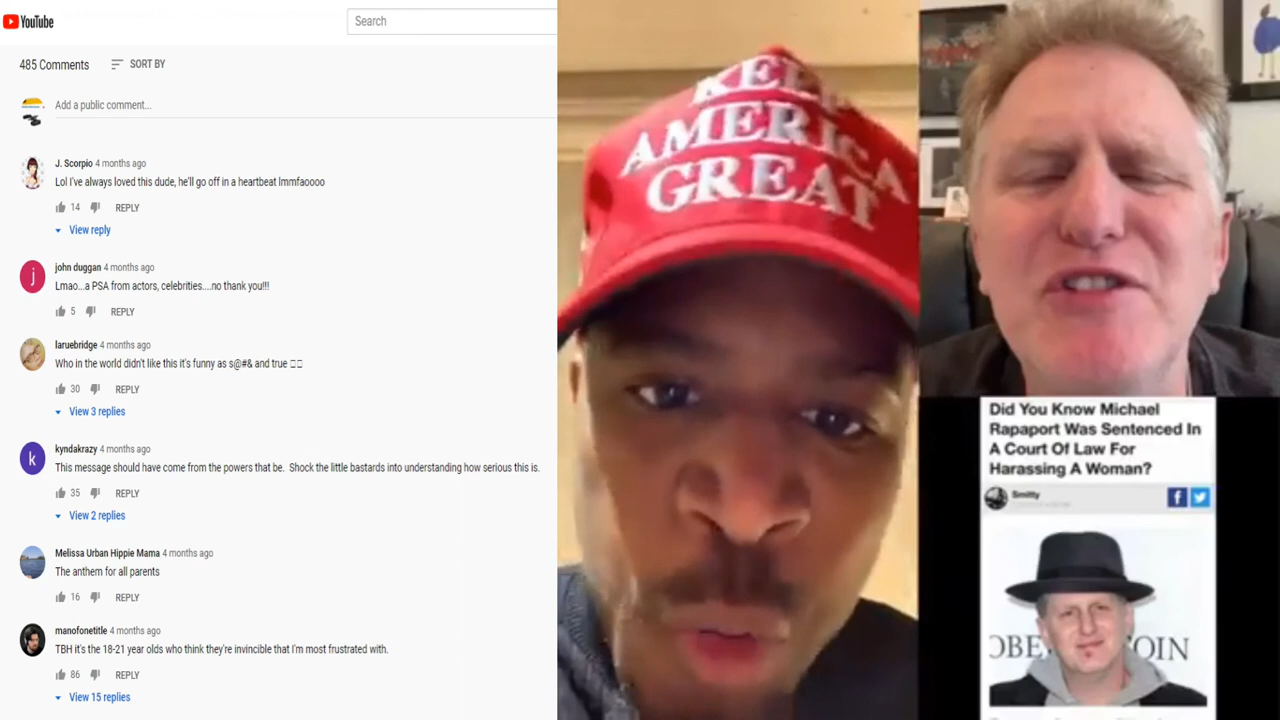 YouTube
Search
485 Comments
SORT BY
Add a public comment...
J. Scorpio 4 months ago
Lol I've always loved this dude, he'll go off in a heartbeat lmmfaoooo
14 REPLY
View reply
john duggan 4 months ago
Lmao...a PSA from actors, celebrities....no thank you!!!
5 REPLY
laruebridge 4 months ago
Who in the world didn't like this it's funny as s@#& and true
30 REPLY
View 3 replies
kyndakrazy 4 months ago
This message should have come from the powers that be. Shock the little bastards into understanding how serious this is.
35 REPLY
View 2 replies
Melissa Urban Hippie Mama 4 months ago
The anthem for all parents
16 REPLY
manofonetitle 4 months ago
TBH it's the 18-21 year olds who think they're invincible that I'm most frustrated with.
86 REPLY
View 15 replies
KEEP
AMERICA
GREAT
Did You Know Michael
Rapaport Was Sentenced In
A Court Of Law For
Harassing A Woman?
Smitty
OBE OIN